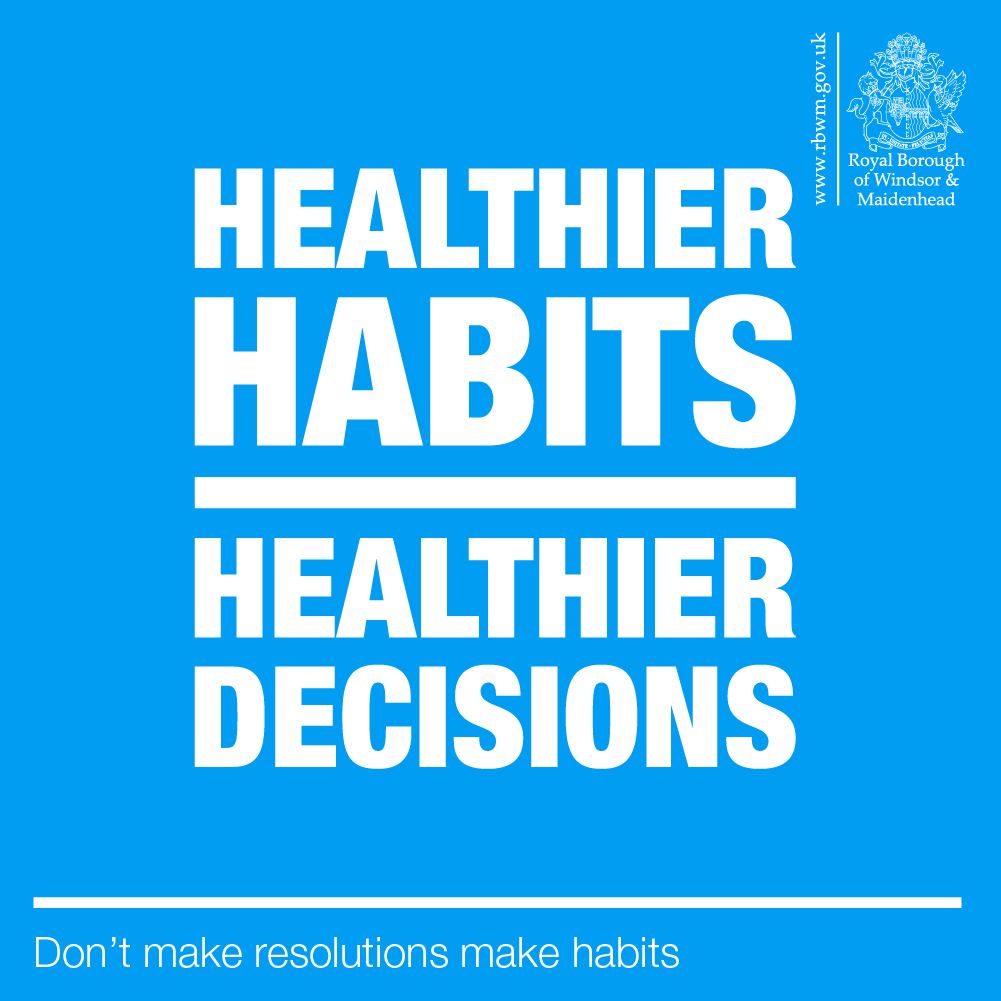 www.rbwm.gov.uk
Royal Borough
of Windsor &
Maidenhead
HEALTHIER
HABITS
HEALTHIER
DECISIONS
Don't make resolutions make habits